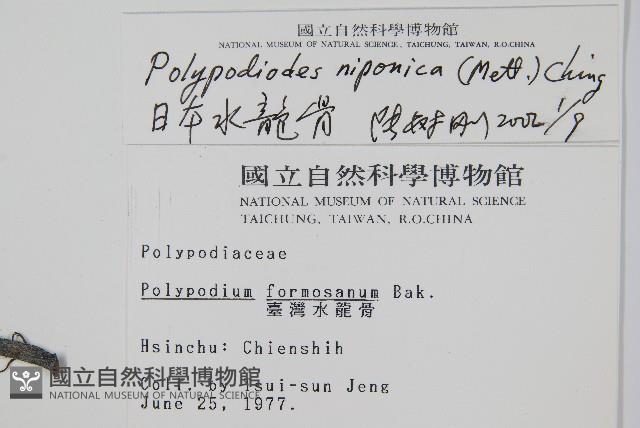 國立自然科學博物館
NATIONAL MUSEUM OF NATURAL SCIENCE, TAICHUNG, TAIWAN, R.O.CHINA
Polypodiodes niponica (Mett.) Ching
日本水龍骨 陳 剛 2002 1/9
國立自然科學博物館
NATIONAL MUSEUM OF NATURAL SCIENCE
TAICHUNG, TAIWAN, R.O.CHINA
Polypodiaceae
Polypodium formosanum Bak.
臺灣水龍骨
Hsinchu: Chienshih
國立自然科學博物館
Coll. by Tsui-sun Jeng
NATIONAL MUSEUM OF NATURAL SCIENCE
June 25, 1977.